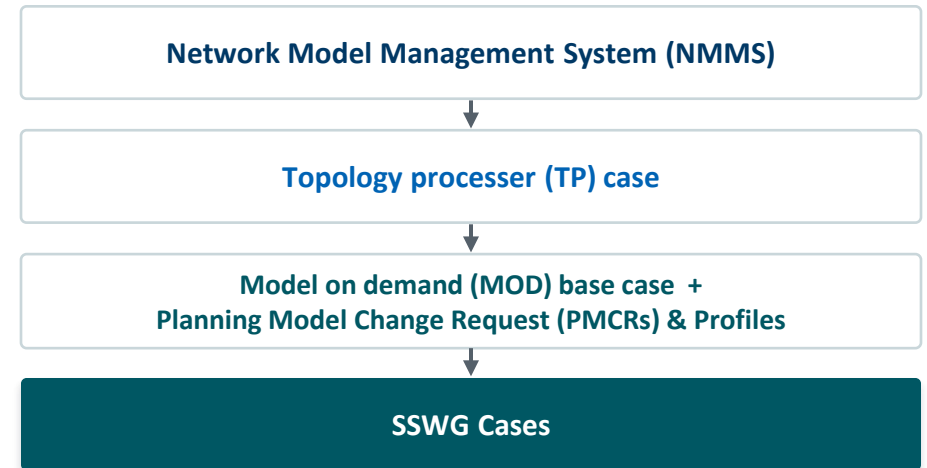 Network Model Management System (NMMS)
Topology processer (TP) case
Model on demand (MOD) base case +
Planning Model Change Request (PMCRs) & Profiles
SSWG Cases